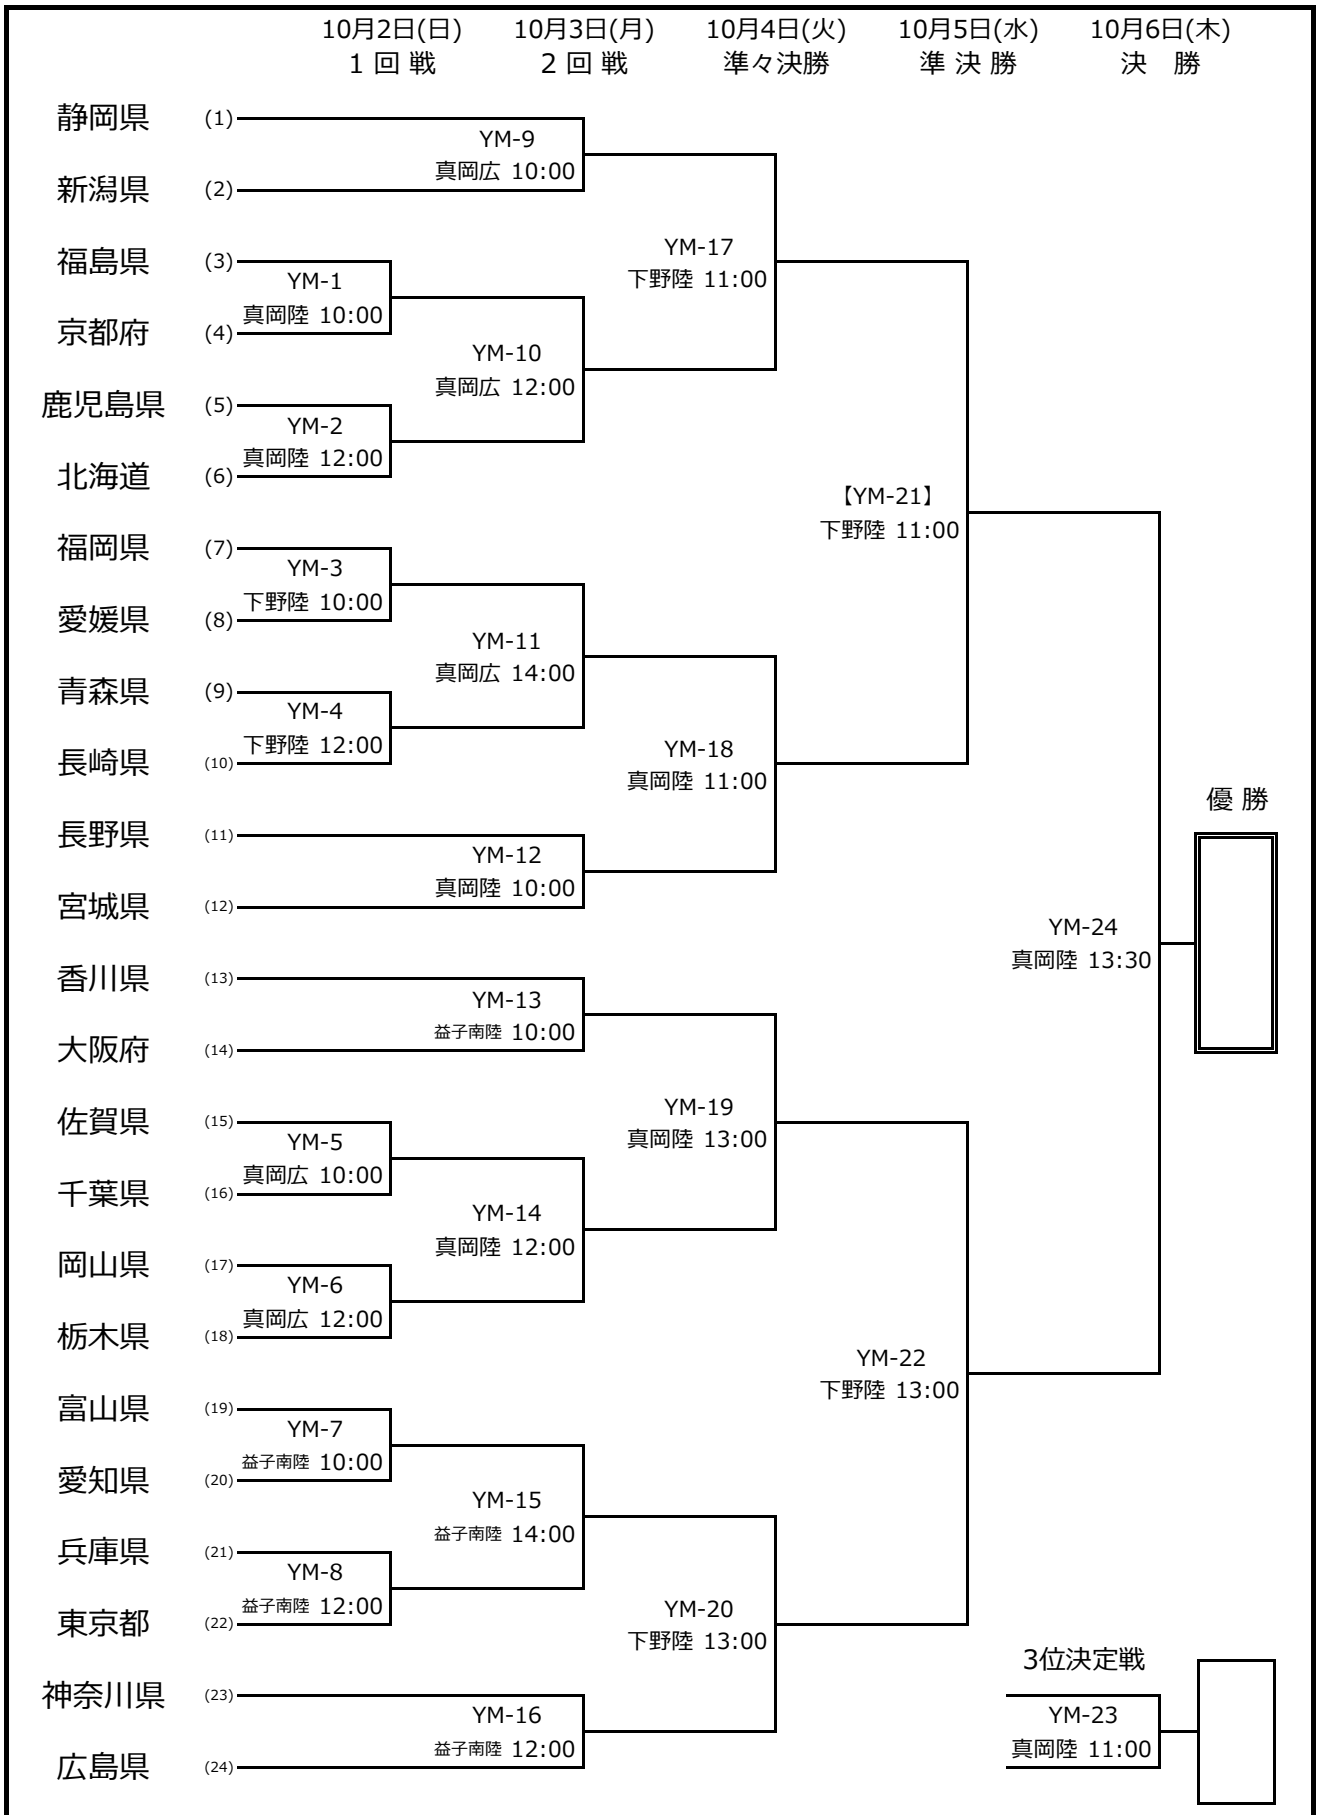 10月2日(日) 10月3日(月) 10月4日(火) 10月5日(水) 10月6日(木)
1 回 戦 2 回 戦 準々決勝 準 決 勝 決 勝
静岡県 (1)
YM-9
真岡広 10:00
新潟県 (2)
YM-17
下野陸 11:00
福島県 (3)
YM-1
真岡陸 10:00
京都府 (4)
YM-10
真岡広 12:00
鹿児島県 (5)
YM-2
真岡陸 12:00
北海道 (6)
【YM-21】
下野陸 11:00
福岡県 (7)
YM-3
下野陸 10:00
愛媛県 (8)
YM-11
真岡広 14:00
青森県 (9)
YM-4
下野陸 12:00
長崎県 (10)
YM-18
真岡陸 11:00
優 勝
長野県 (11)
YM-12
真岡陸 10:00
宮城県 (12)
YM-24
真岡陸 13:30
香川県 (13)
YM-13
益子南陸 10:00
大阪府 (14)
YM-19
真岡陸 13:00
佐賀県 (15)
YM-5
真岡広 10:00
千葉県 (16)
YM-14
真岡陸 12:00
岡山県 (17)
YM-6
真岡広 12:00
栃木県 (18)
YM-22
下野陸 13:00
富山県 (19)
YM-7
益子南陸 10:00
愛知県 (20)
YM-15
益子南陸 14:00
兵庫県 (21)
YM-8
益子南陸 12:00
東京都 (22)
YM-20
下野陸 13:00
3位決定戦
神奈川県 (23)
YM-16
益子南陸 12:00
YM-23
真岡陸 11:00
広島県 (24)